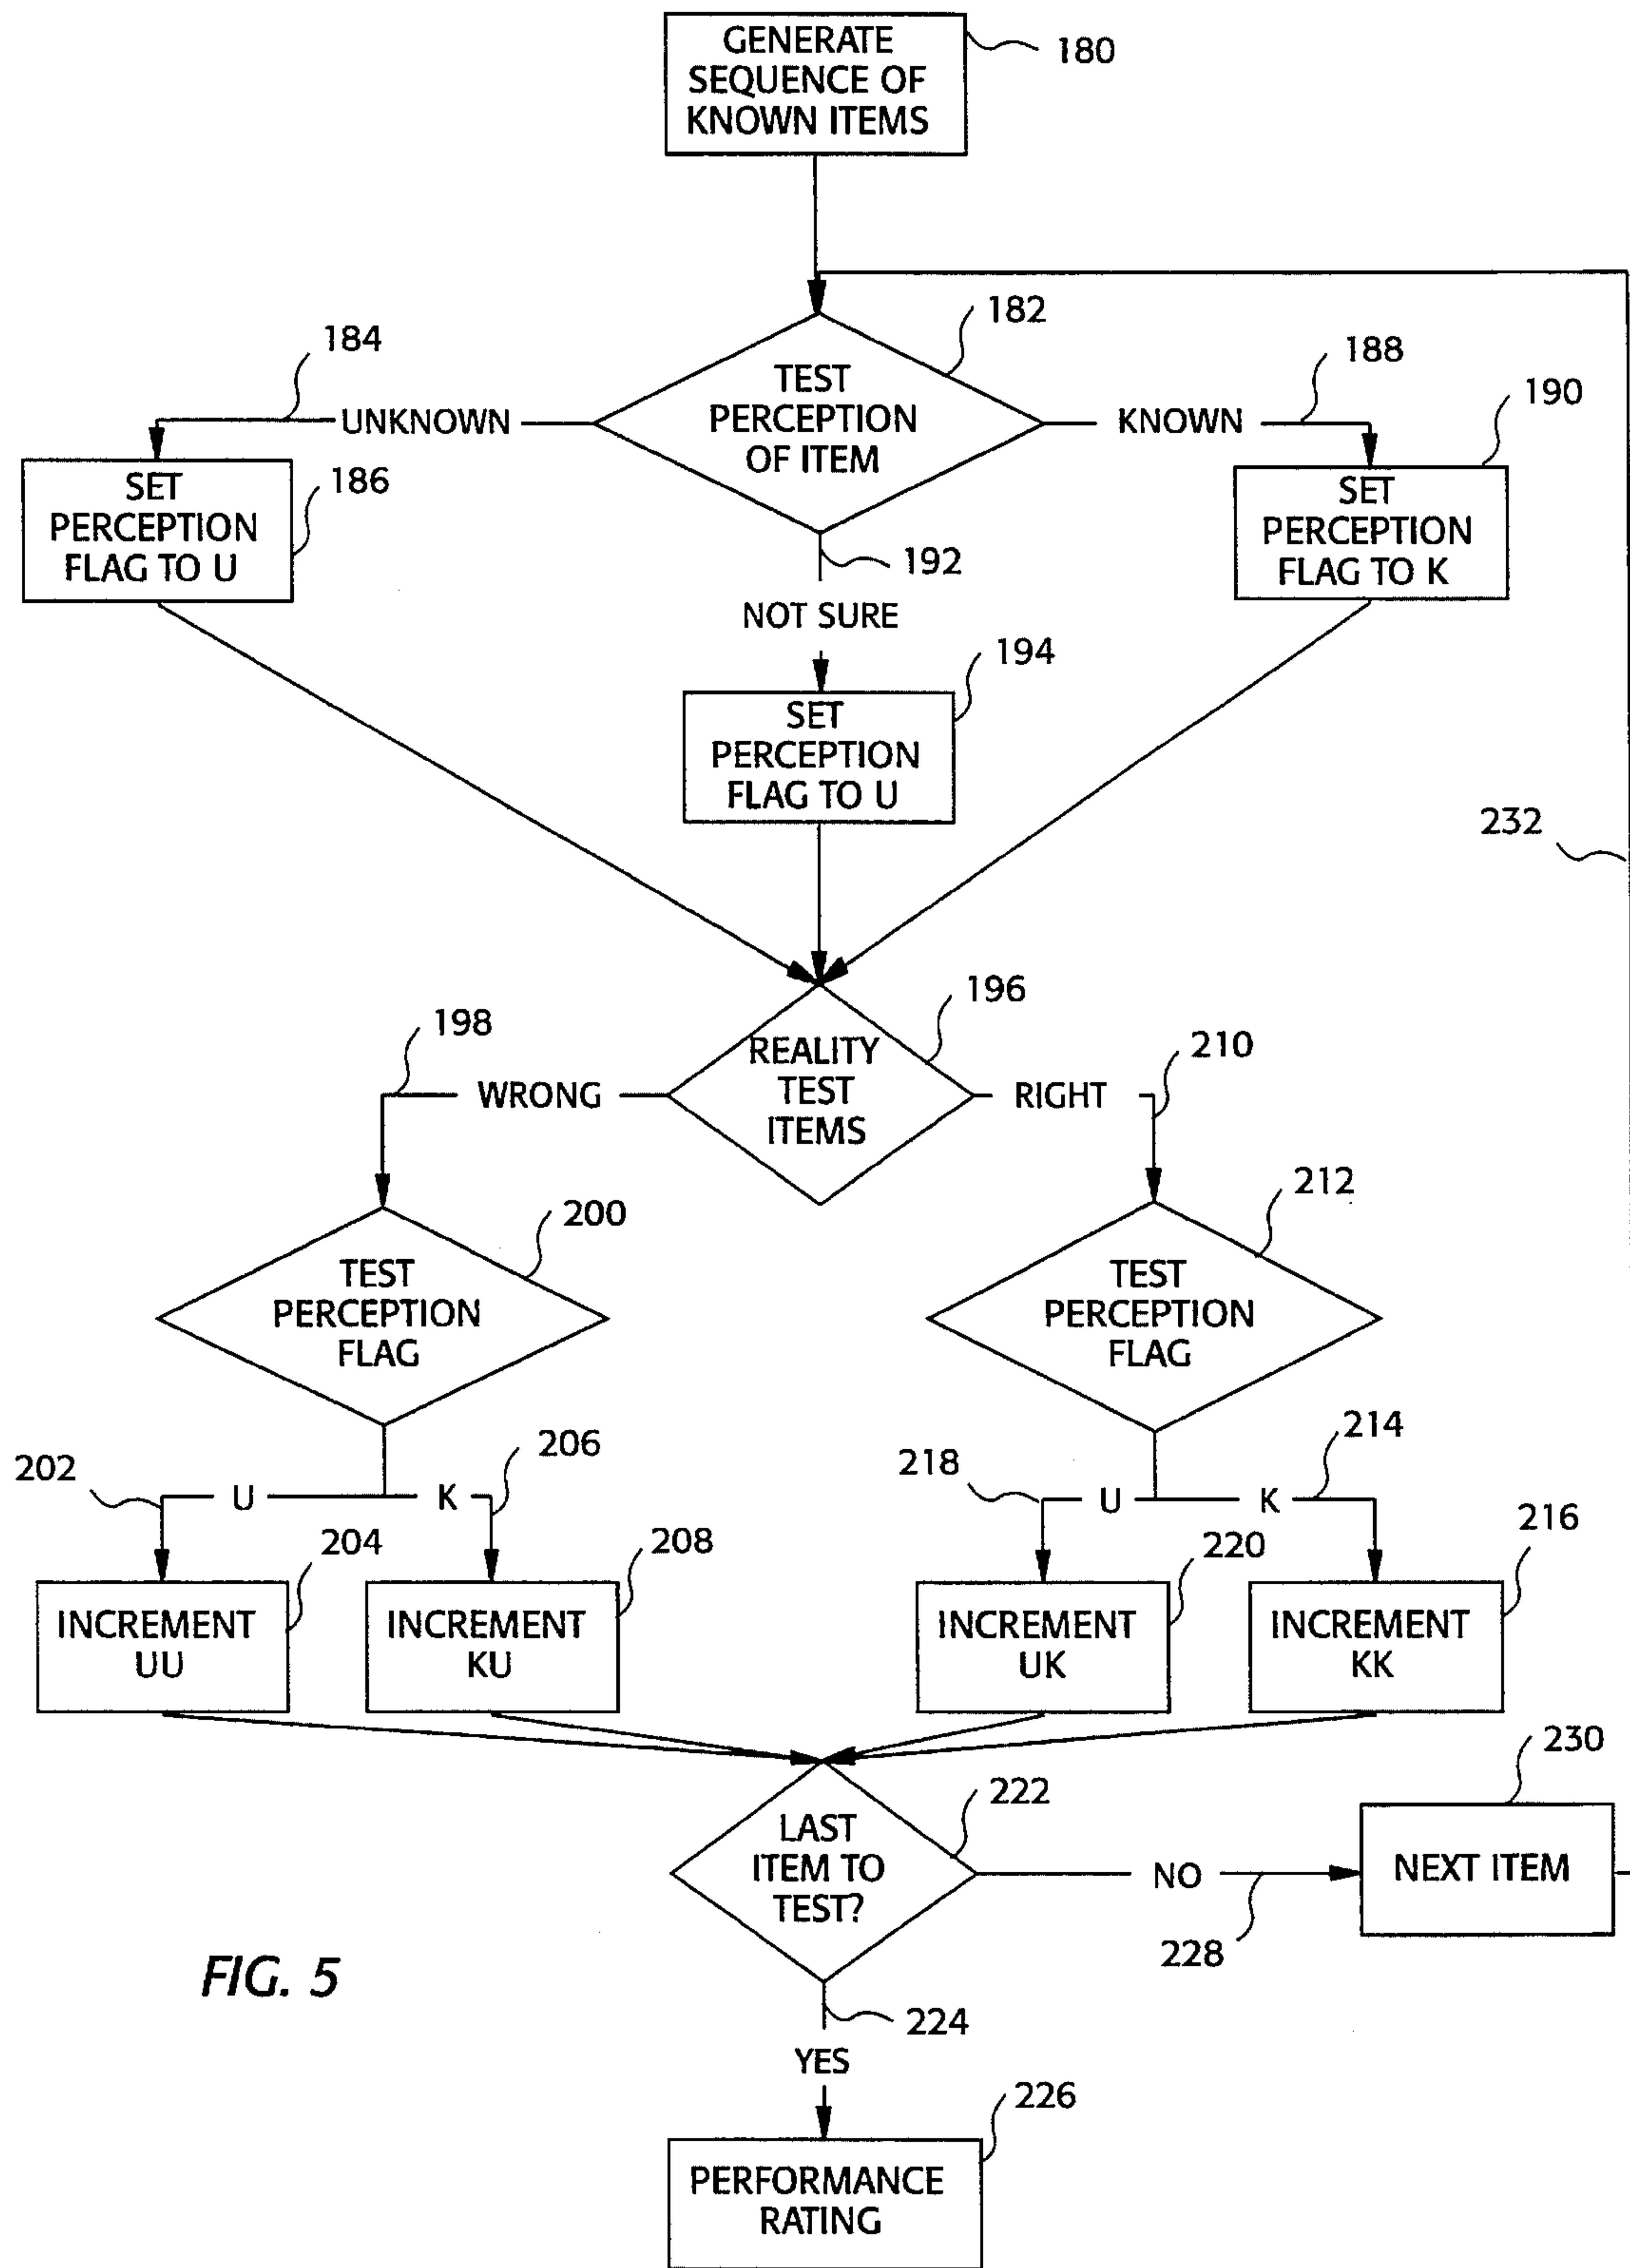 GENERATE
SEQUENCE OF
KNOWN ITEMS
180
182
184
188
190
TEST
PERCEPTION
OF ITEM
UNKNOWN
KNOWN
SET
PERCEPTION
FLAG TO U
186
SET
PERCEPTION
FLAG TO K
192
NOT SURE
194
SET
PERCEPTION
FLAG TO U
232
196
198
REALITY
TEST
ITEMS
210
WRONG
RIGHT
212
200
TEST
PERCEPTION
FLAG
TEST
PERCEPTION
FLAG
202
206
218
214
U
K
U
K
204
208
220
216
INCREMENT
UU
INCREMENT
KU
INCREMENT
UK
INCREMENT
KK
230
222
LAST
ITEM TO
TEST?
NO
NEXT ITEM
228
FIG. 5
224
YES
226
PERFORMANCE
RATING